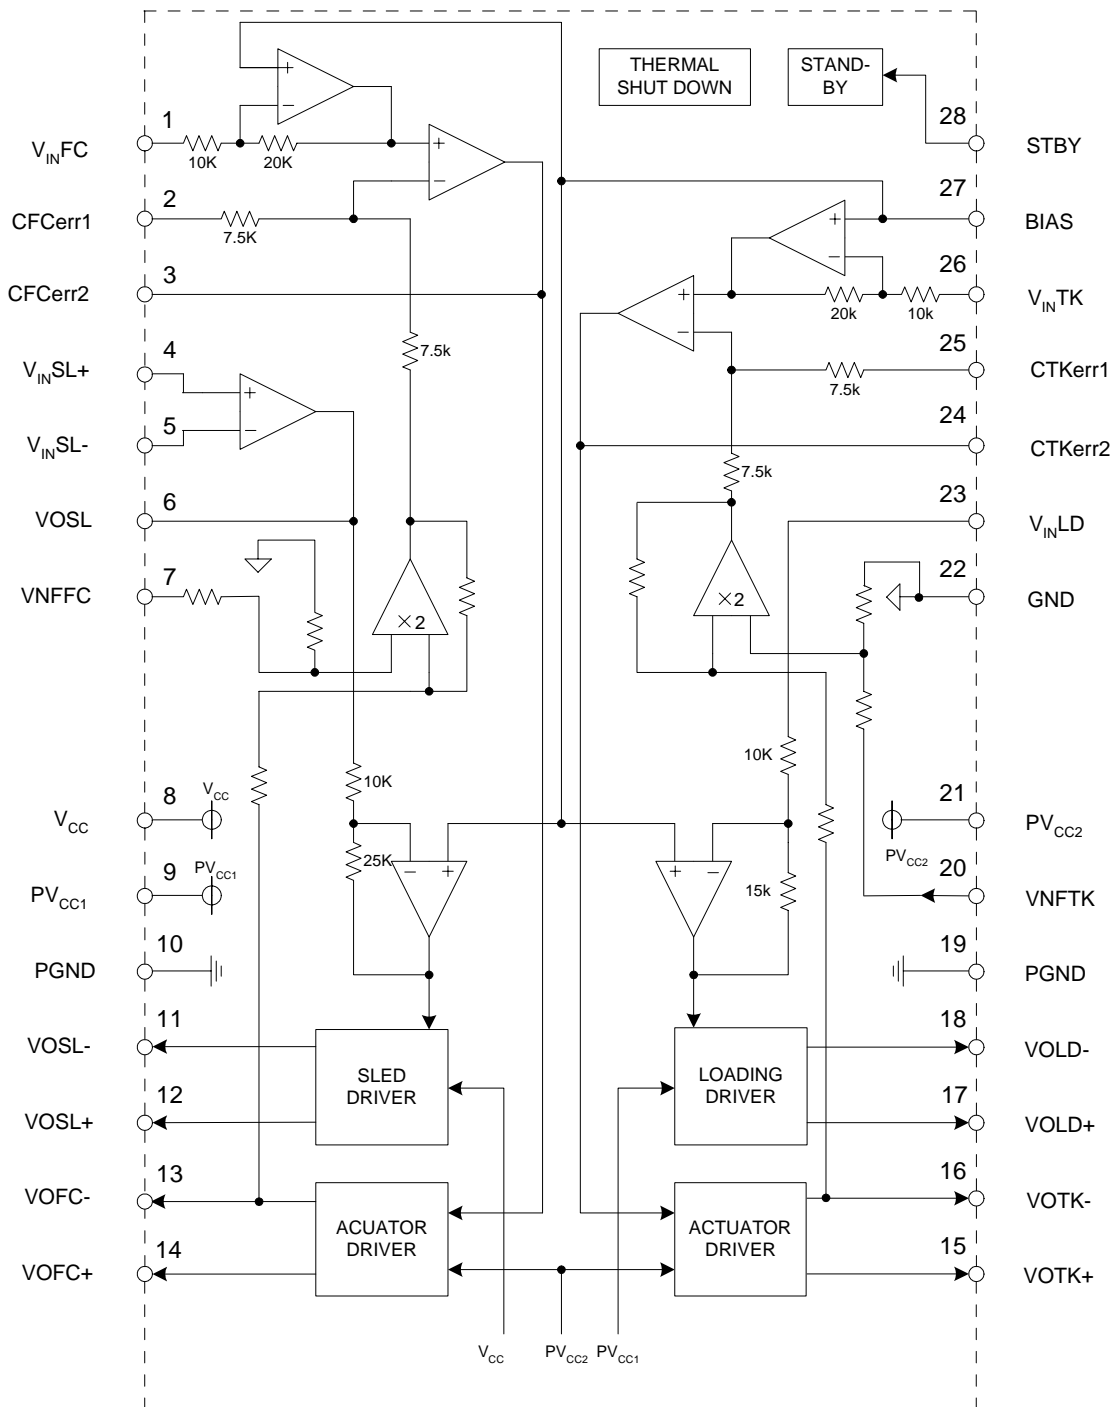 THERMAL
SHUT DOWN
STAND-
BY
+
−
1
28
VINFC
10K
20K
+
−
STBY
2
27
CFCerr1
7.5K
+
−
BIAS
3
26
CFCerr2
+
−
20k
10k
VINTK
4
7.5k
25
VINSL+
+
−
7.5k
CTKerr1
5
24
VINSL-
CTKerr2
6
7.5k
23
VOSL
VINLD
7
22
VNFFC
×2
×2
GND
10K
10K
8
VCC
21
VCC
PVCC2
PVCC2
9
PVCC1
25K
−
+
+
−
15k
20
PVCC1
VNFTK
10
19
PGND
PGND
11
18
VOSL-
SLED
DRIVER
LOADING
DRIVER
VOLD-
12
17
VOSL+
VOLD+
13
16
VOFC-
ACUATOR
DRIVER
ACTUATOR
DRIVER
VOTK-
14
15
VOFC+
VOTK+
VCC
PVCC2
PVCC1